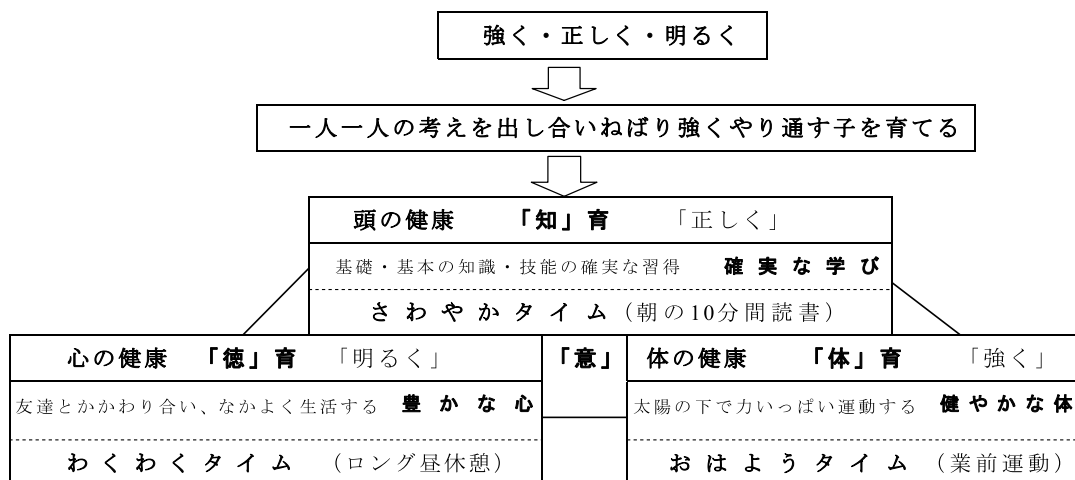 強く・正しく・明るく
一人一人の考えを出し合いねばり強くやり通す子を育てる
頭の健康 「知」育 「正しく」
基礎・基本の知識・技能の確実な習得 確実な学び
さわやかタイム（朝の10分間読書）
心の健康 「徳」育 「明るく」
友達とかかわり合い、なかよく生活する 豊かな心
わくわくタイム （ロング昼休憩）
「意」
体の健康 「体」育 「強く」
太陽の下で力いっぱい運動する 健やかな体
おはようタイム （業前運動）